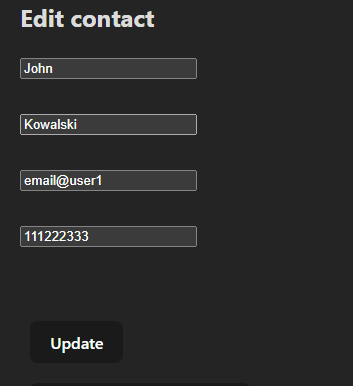 Edit contact
John
Kowalski
email@user1
111222333
Update